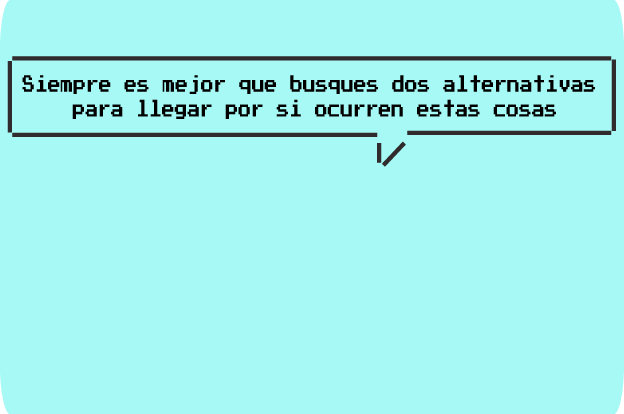 Siempre es mejor que busques dos alternativas
para llegar por si ocurren estas cosas